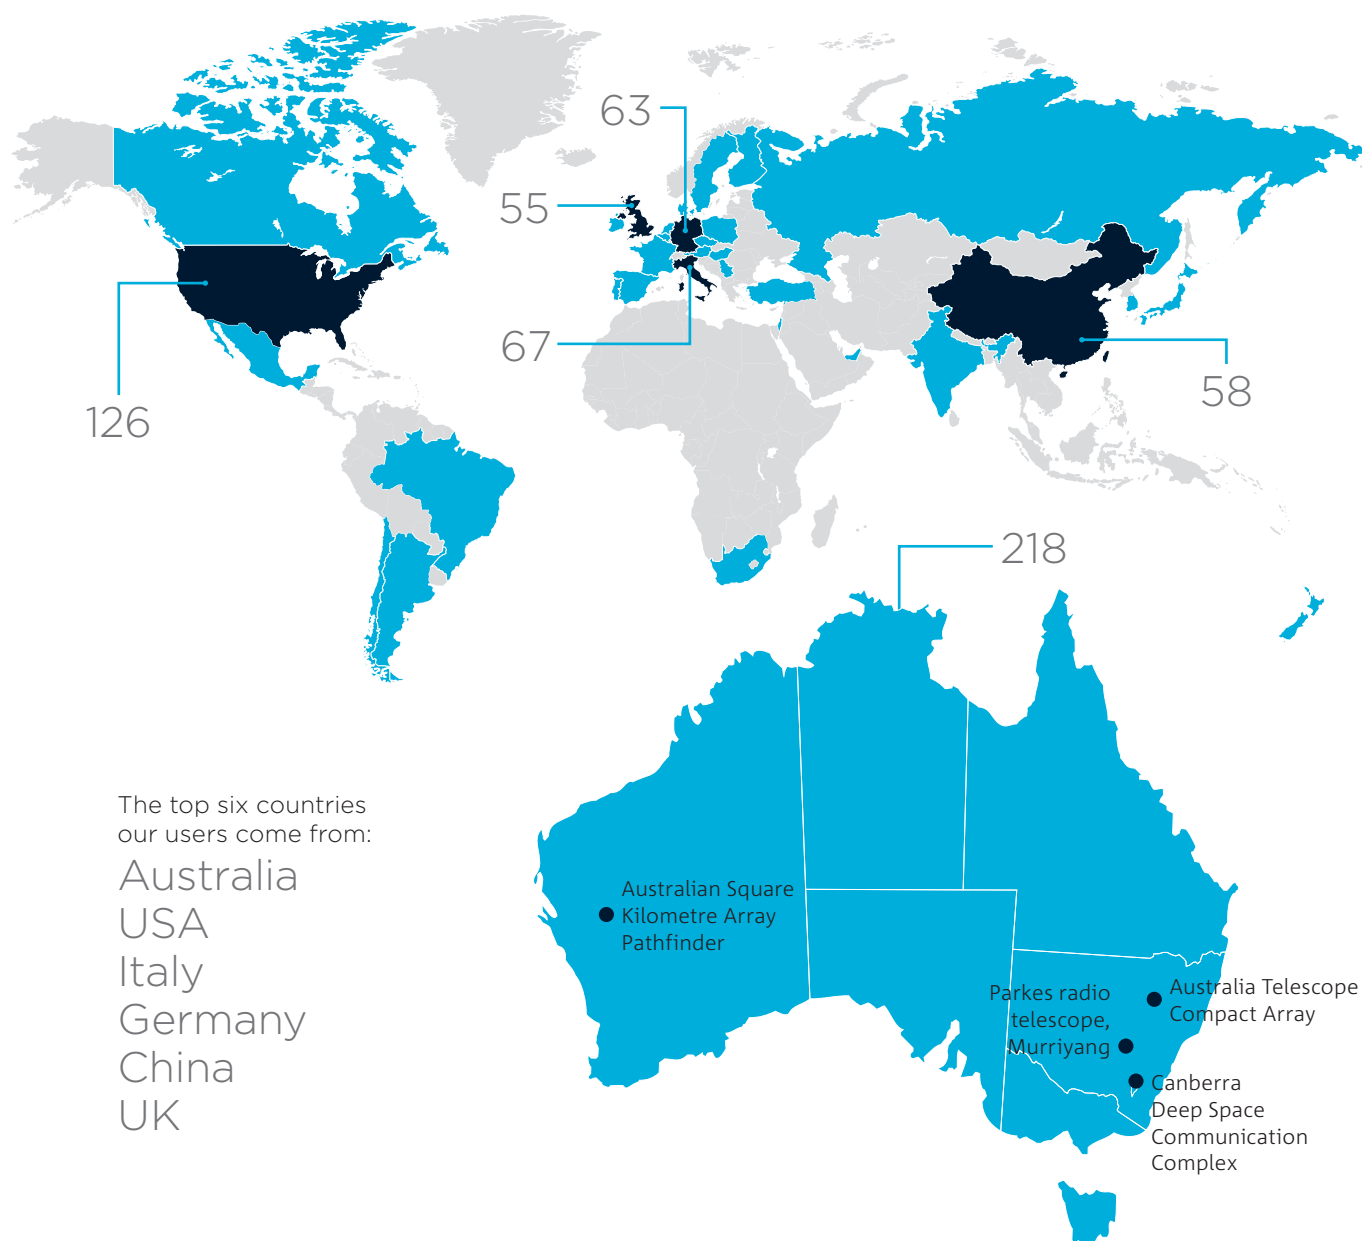 63
55
126
67
58
218
The top six countries
our users come from:
Australia
USA
Italy
Germany
China
UK
Australian Square
Kilometre Array
Pathfinder
Parkes radio
telescope,
Murriyang
Australia Telescope
Compact Array
Canberra
Deep Space
Communication
Complex